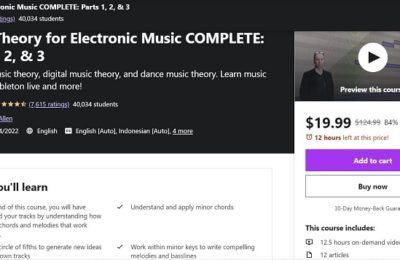 ronic Music COMPLETE: Parts 1, 2, & 3
ratings) 40,034 students
Theory for Electronic Music COMPLETE:
2, & 3
usic theory, digital music theory, and dance music theory. Learn music
bleton live and more!
(7,615 ratings) 40,034 students
Allen
4/2022 English English [Auto], Indonesian [Auto], 4 more
Preview this cours
$19.99 $124.99 84%
12 hours left at this price!
Add to cart
Buy now
30-Day Money-Back Guara
This course includes:
12.5 hours on-demand video
12 articles
u'll learn
nd of this course, you will have
ed your tracks by understanding how
chords and melodies that work
Understand and apply minor chords
circle of fifths to generate new ideas
own tracks
Work within minor keys to write compelling
melodies and basslines